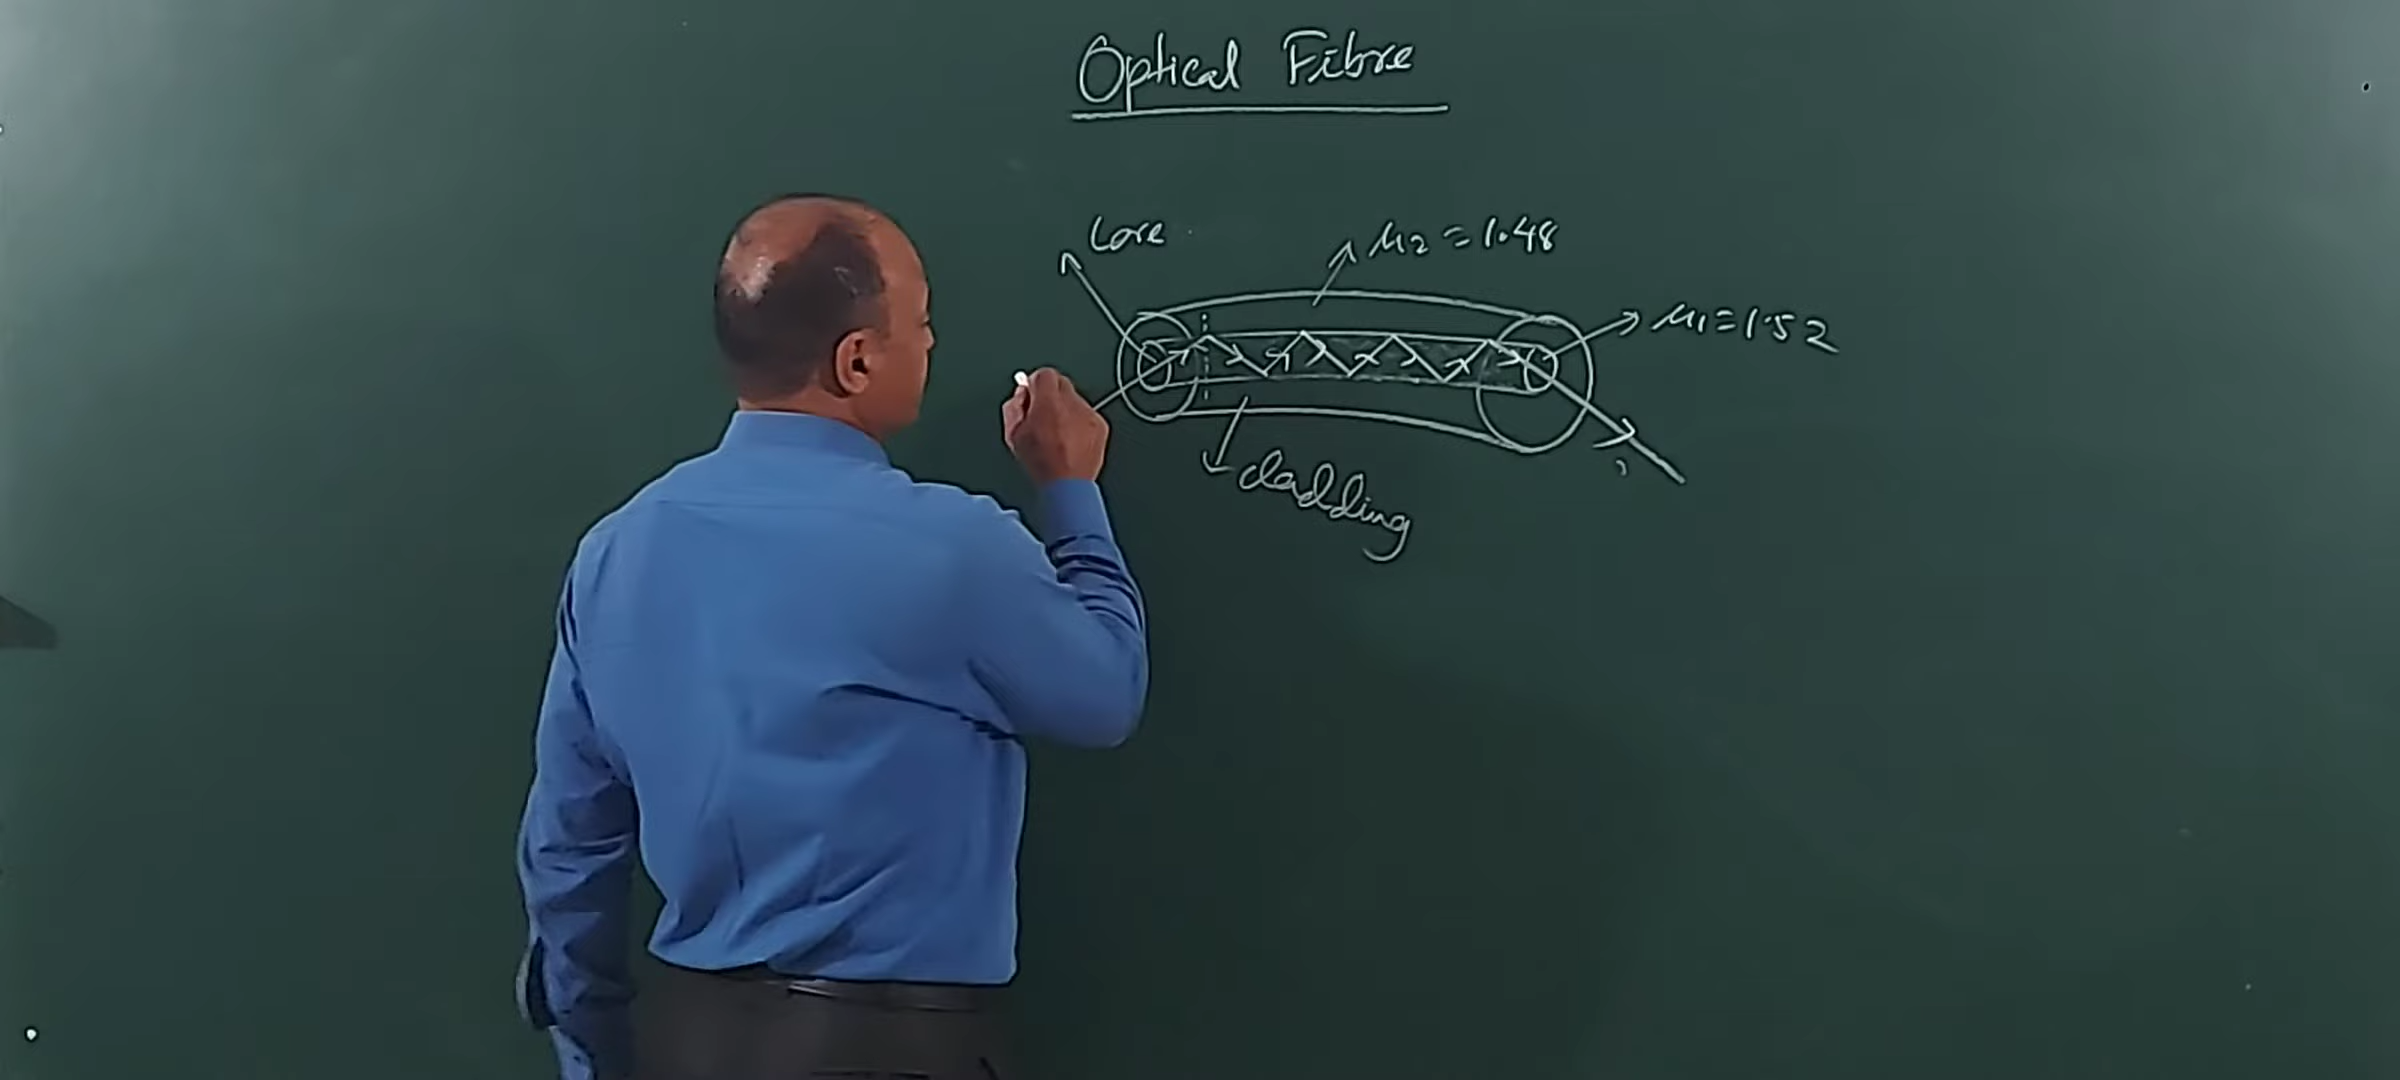 Optical Fibre
Core
μ2 = 1.48
μ1 = 1.52
cladding